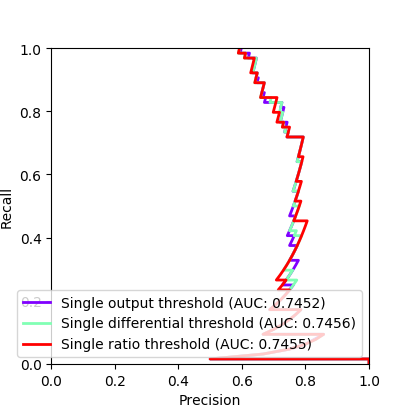 1.0
0.8
0.6
0.4
0.2
0.0
Recall
Single output threshold (AUC: 0.7452)
Single differential threshold (AUC: 0.7456)
Single ratio threshold (AUC: 0.7455)
0.0 0.2 0.4 0.6 0.8 1.0
Precision